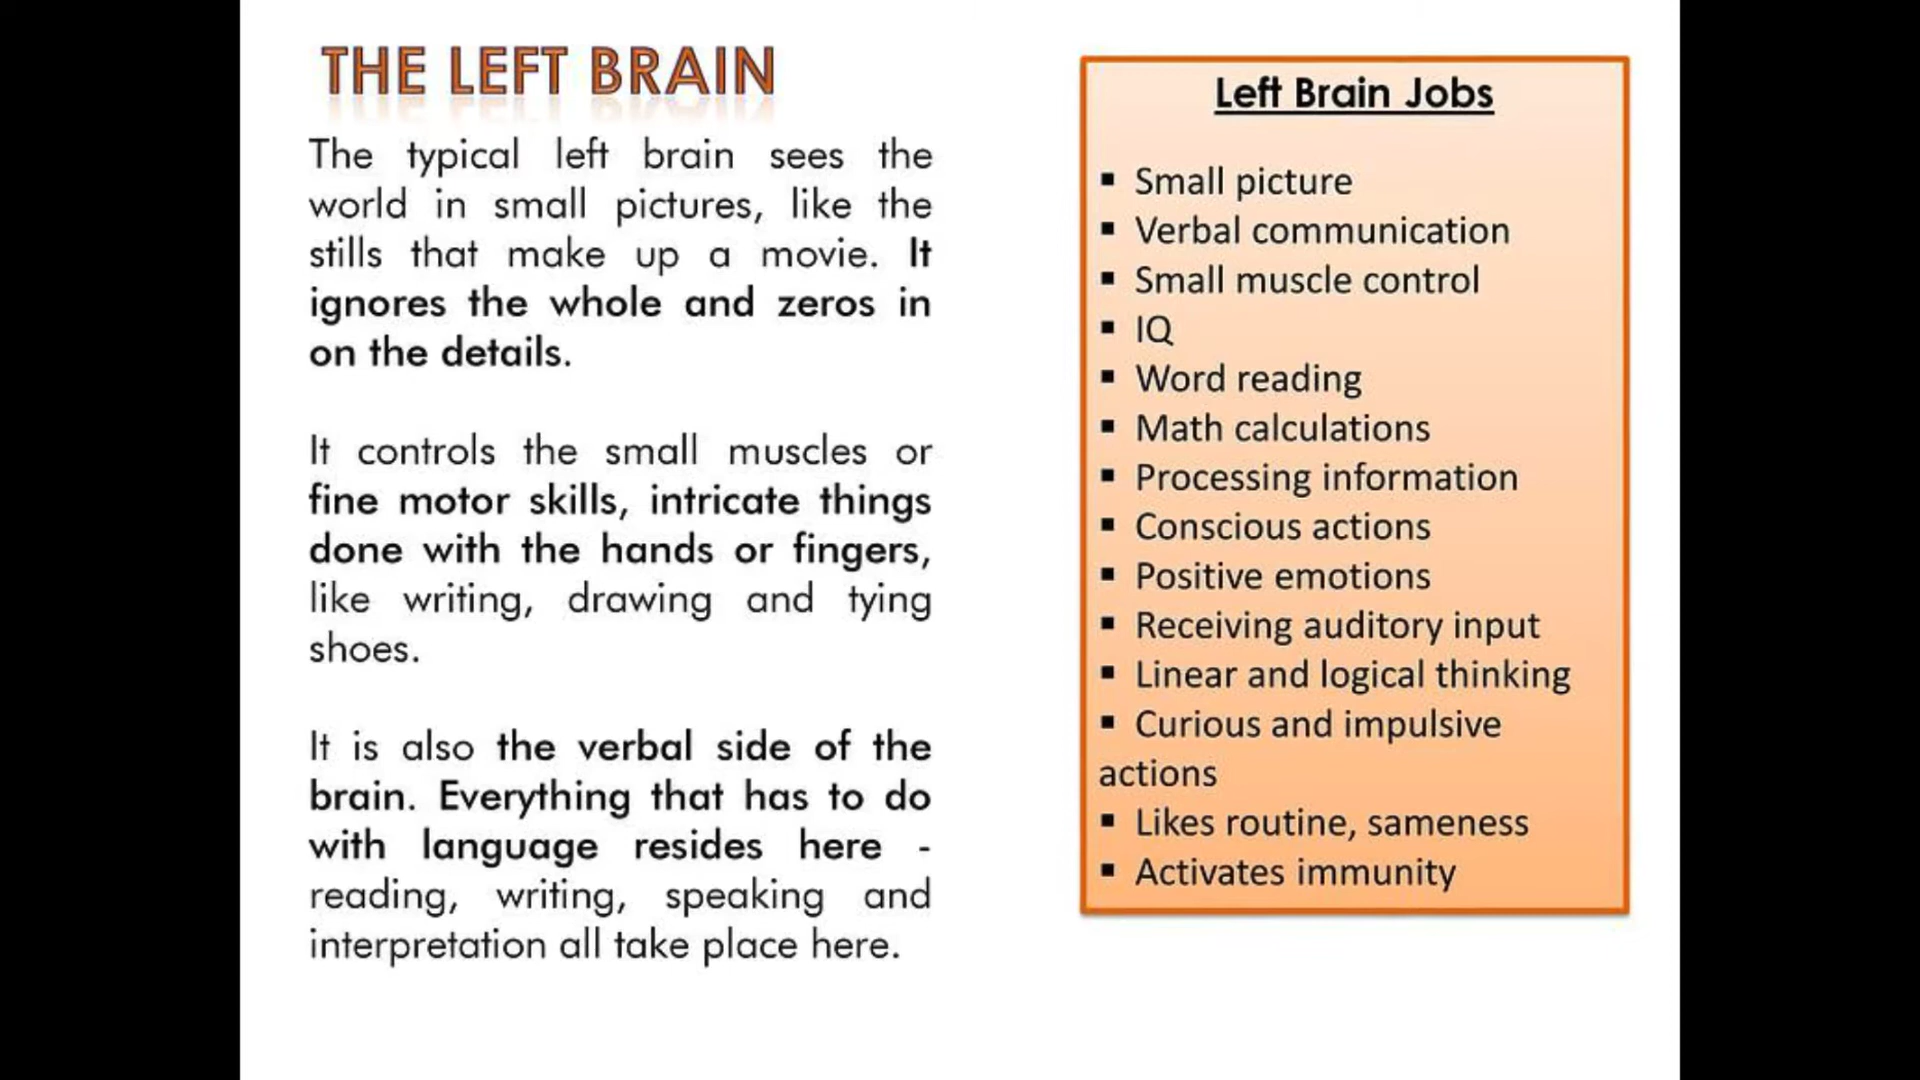 THE LEFT BRAIN
The typical left brain sees the
world in small pictures, like the
stills that make up a movie. It
ignores the whole and zeros in
on the details.
It controls the small muscles or
fine motor skills, intricate things
done with the hands or fingers,
like writing, drawing and tying
shoes.
It is also the verbal side of the
brain. Everything that has to do
with language resides here -
reading, writing, speaking and
interpretation all take place here.
Left Brain Jobs
▪ Small picture
▪ Verbal communication
▪ Small muscle control
▪ IQ
▪ Word reading
▪ Math calculations
▪ Processing information
▪ Conscious actions
▪ Positive emotions
▪ Receiving auditory input
▪ Linear and logical thinking
▪ Curious and impulsive
actions
▪ Likes routine, sameness
▪ Activates immunity